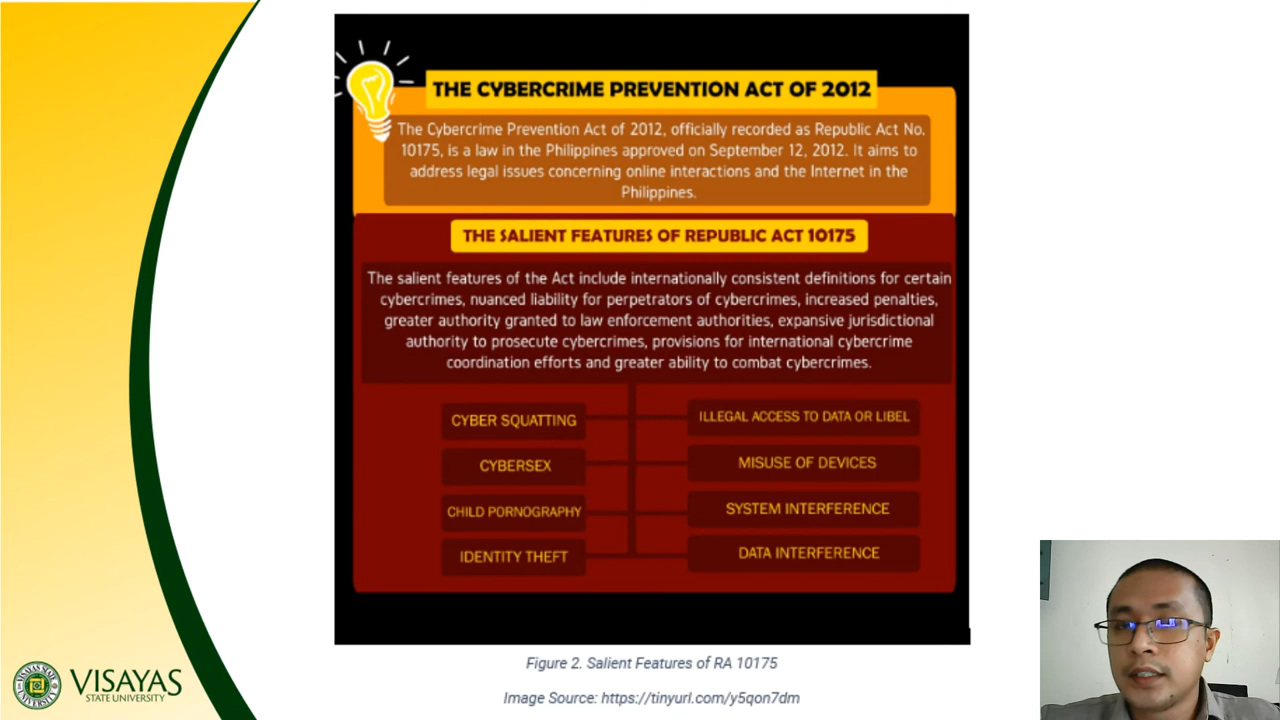 THE CYBERCRIME PREVENTION ACT OF 2012
The Cybercrime Prevention Act of 2012, officially recorded as Republic Act No.
10175, is a law in the Philippines approved on September 12, 2012. It aims to
address legal issues concerning online interactions and the Internet in the
Philippines.
THE SALIENT FEATURES OF REPUBLIC ACT 10175
The salient features of the Act include internationally consistent definitions for certain
cybercrimes, nuanced liability for perpetrators of cybercrimes, increased penalties,
greater authority granted to law enforcement authorities, expansive jurisdictional
authority to prosecute cybercrimes, provisions for international cybercrime
coordination efforts and greater ability to combat cybercrimes.
CYBER SQUATTING
CYBERSEX
CHILD PORNOGRAPHY
IDENTITY THEFT
ILLEGAL ACCESS TO DATA OR LIBEL
MISUSE OF DEVICES
SYSTEM INTERFERENCE
DATA INTERFERENCE
Figure 2. Salient Features of RA 10175
Image Source: https://tinyurl.com/y5qon7dm
VISAYAS
STATE UNIVERSITY